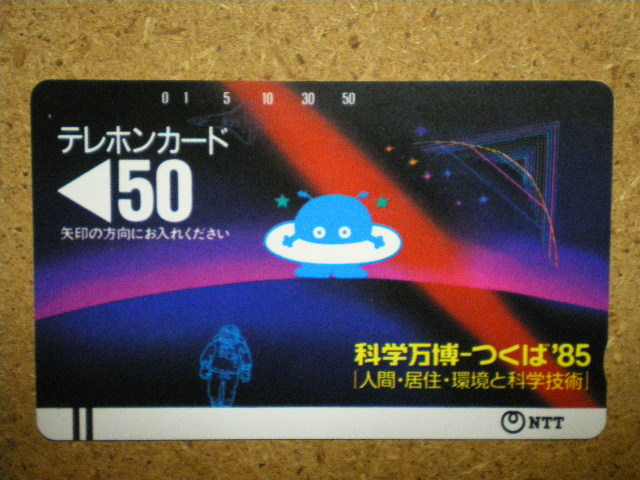 0 1 5 10 30 50
テレホンカード
50
矢印の方向にお入れください
科学万博-つくば'85
「人間・居住・環境と科学技術」
NTT